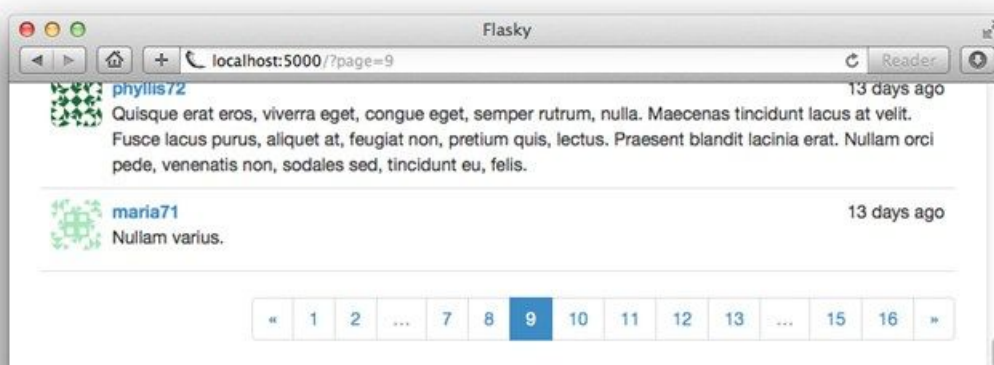 Flasky
localhost:5000/?page=9
Reader
phyllis72 13 days ago
Quisque erat eros, viverra eget, congue eget, semper rutrum, nulla. Maecenas tincidunt lacus at velit.
Fusce lacus purus, aliquet at, feugiat non, pretium quis, lectus. Praesent blandit lacinia erat. Nullam orci
pede, venenatis non, sodales sed, tincidunt eu, felis.
maria71 13 days ago
Nullam varius.
« 1 2 ... 7 8 9 10 11 12 13 ... 15 16 »